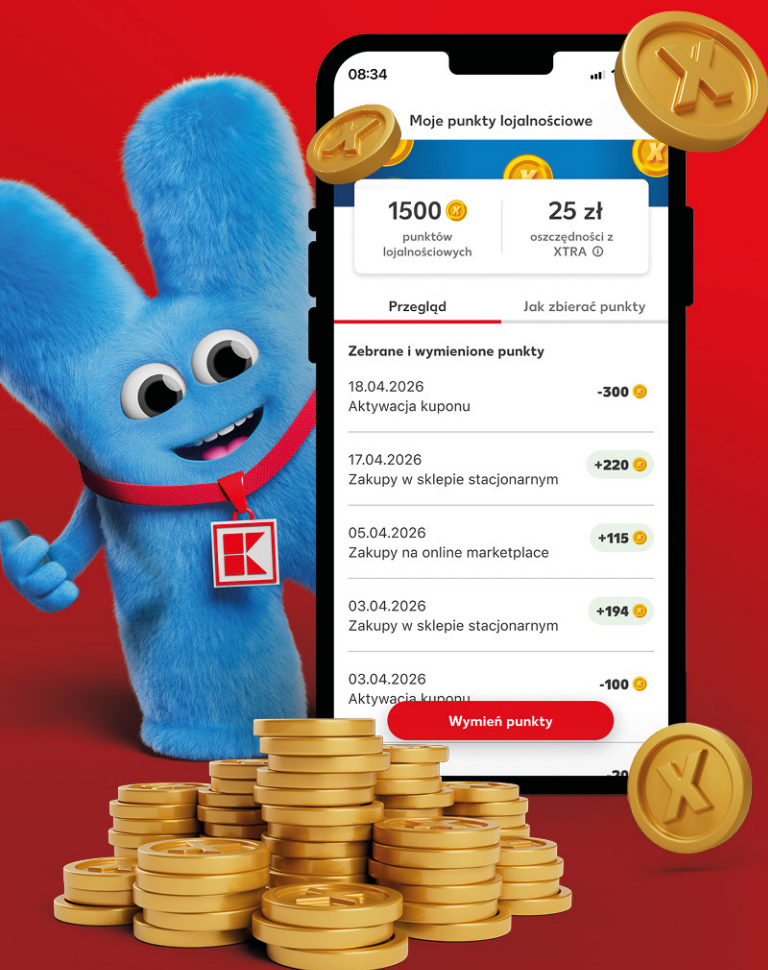 08:34
Moje punkty lojalnościowe
1500
25 zł
punktów
lojalnościowych
oszczędności z
XTRA
Przegląd
Jak zbierać punkty
Zebrane i wymienione punkty
18.04.2026
Aktywacja kuponu
-300
17.04.2026
Zakupy w sklepie stacjonarnym
+220
05.04.2026
Zakupy na online marketplace
+115
03.04.2026
Zakupy w sklepie stacjonarnym
+194
03.04.2026
Aktywacja kuponu
-100
Wymień punkty